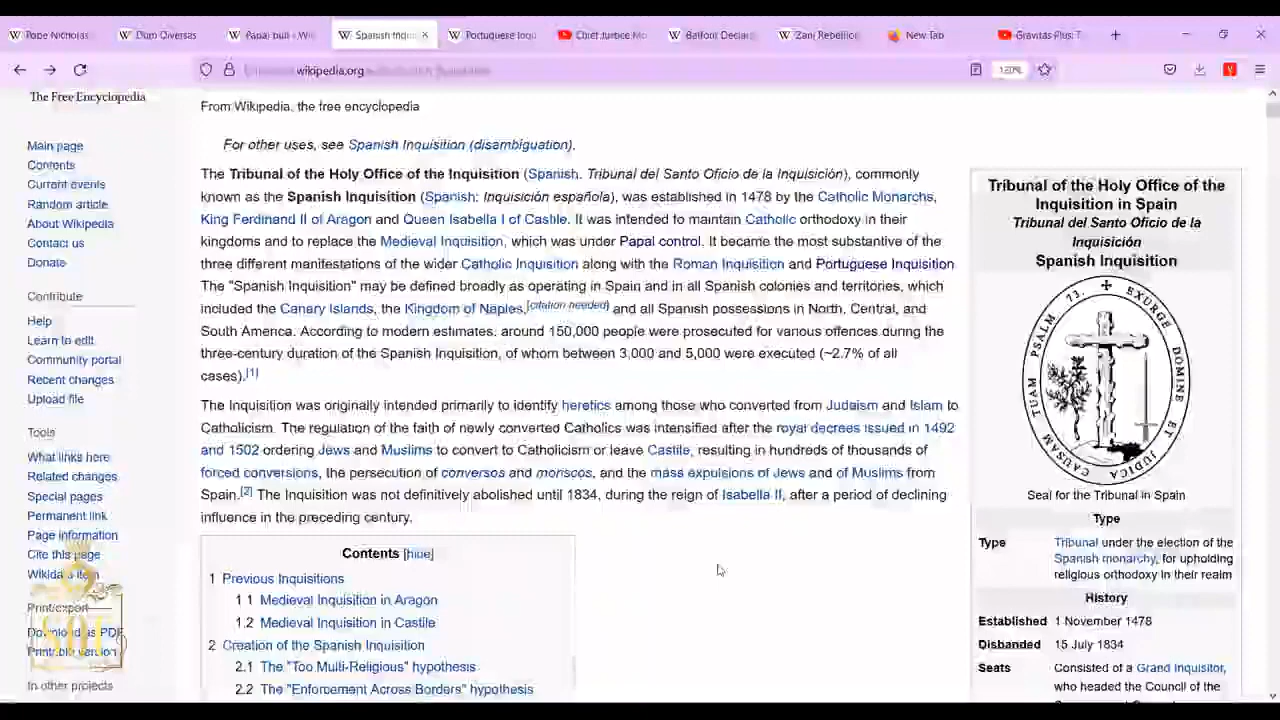 Pope Nicholas
Dum Diversas
Papal bull - Wi
Spanish Inqu
Portuguese Inqu
Chief Justice Mo
Balfour Declara
Zanj Rebellio
New Tab
Gravitas Plus: T
wikipedia.org
120%
The Free Encyclopedia
From Wikipedia, the free encyclopedia
Main page
Contents
Current events
Random article
About Wikipedia
Contact us
Donate
Contribute
Help
Learn to edit
Community portal
Recent changes
Upload file
Tools
What links here
Related changes
Special pages
Permanent link
Page information
Cite this page
Wikidata item
Print/export
Download as PDF
Printable version
In other projects
For other uses, see Spanish Inquisition (disambiguation).
The Tribunal of the Holy Office of the Inquisition (Spanish. Tribunal del Santo Oficio de la Inquisición), commonly
known as the Spanish Inquisition (Spanish: Inquisición española), was established in 1478 by the Catholic Monarchs,
King Ferdinand II of Aragon and Queen Isabella I of Castile. It was intended to maintain Catholic orthodoxy in their
kingdoms and to replace the Medieval Inquisition, which was under Papal control. It became the most substantive of the
three different manifestations of the wider Catholic Inquisition along with the Roman Inquisition and Portuguese Inquisition
The "Spanish Inquisition" may be defined broadly as operating in Spain and in all Spanish colonies and territories, which
included the Canary Islands, the Kingdom of Naples,[citation needed] and all Spanish possessions in North, Central, and
South America. According to modern estimates, around 150,000 people were prosecuted for various offences during the
three-century duration of the Spanish Inquisition, of whom between 3,000 and 5,000 were executed (~2.7% of all
cases).[1]
The Inquisition was originally intended primarily to identify heretics among those who converted from Judaism and Islam to
Catholicism. The regulation of the faith of newly converted Catholics was intensified after the royal decrees issued in 1492
and 1502 ordering Jews and Muslims to convert to Catholicism or leave Castile, resulting in hundreds of thousands of
forced conversions, the persecution of conversos and moriscos, and the mass expulsions of Jews and of Muslims from
Spain.[2] The Inquisition was not definitively abolished until 1834, during the reign of Isabella II, after a period of declining
influence in the preceding century.
Contents [hide]
1 Previous Inquisitions
1 1 Medieval Inquisition in Aragon
1.2 Medieval Inquisition in Castile
2 Creation of the Spanish Inquisition
2.1 The "Too Multi-Religious" hypothesis
2.2 The "Enforcement Across Borders" hypothesis
Tribunal of the Holy Office of the
Inquisition in Spain
Tribunal del Santo Oficio de la
Inquisición
Spanish Inquisition
EXURGE DOMINE ET JUDICA CAUSAM TUAM PSALM 73.
Seal for the Tribunal in Spain
Type
Type Tribunal under the election of the
Spanish monarchy, for upholding
religious orthodoxy in their realm
History
Established 1 November 1478
Disbanded 15 July 1834
Seats Consisted of a Grand Inquisitor,
who headed the Council of the